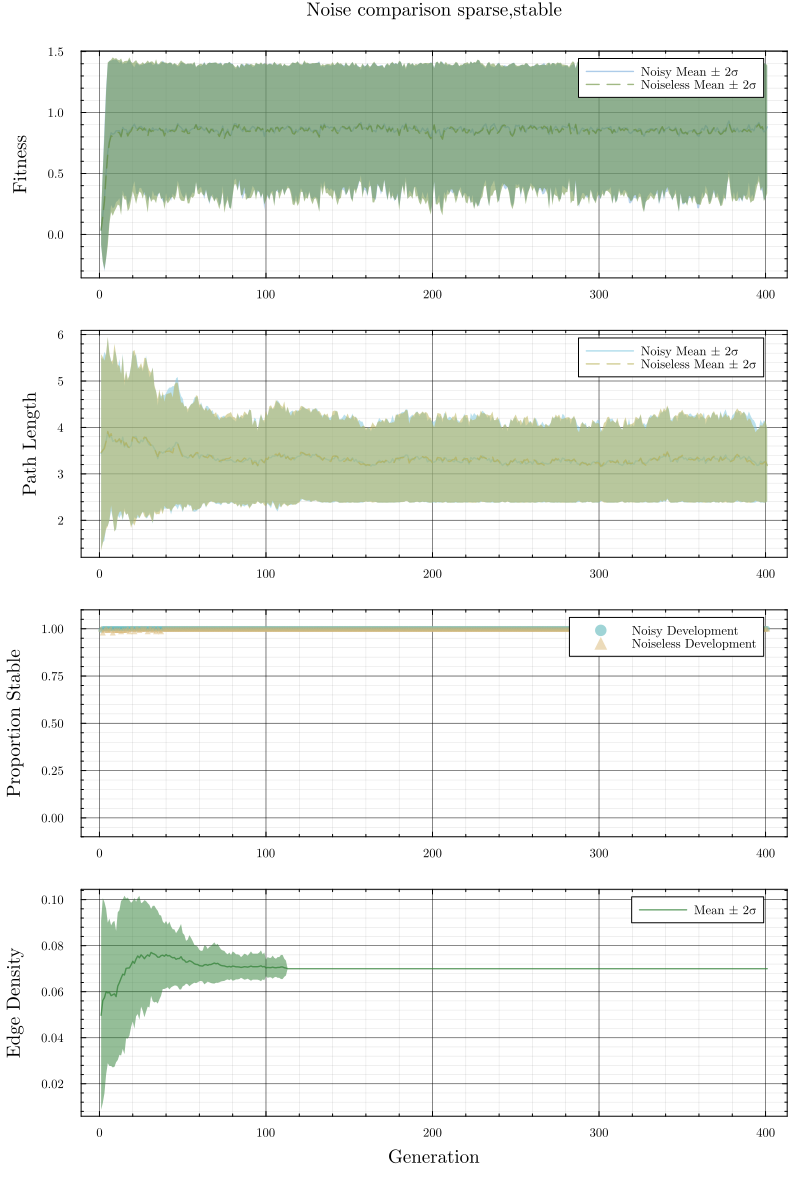 Noise comparison sparse,stable
1.5
1.0
0.5
0.0
Fitness
Noisy Mean ± 2σ
Noiseless Mean ± 2σ
0 100 200 300 400
6
5
4
3
2
Path Length
Noisy Mean ± 2σ
Noiseless Mean ± 2σ
0 100 200 300 400
1.00
0.75
0.50
0.25
0.00
Proportion Stable
Noisy Development
Noiseless Development
0 100 200 300 400
0.10
0.08
0.06
0.04
0.02
Edge Density
Mean ± 2σ
0 100 200 300 400
Generation